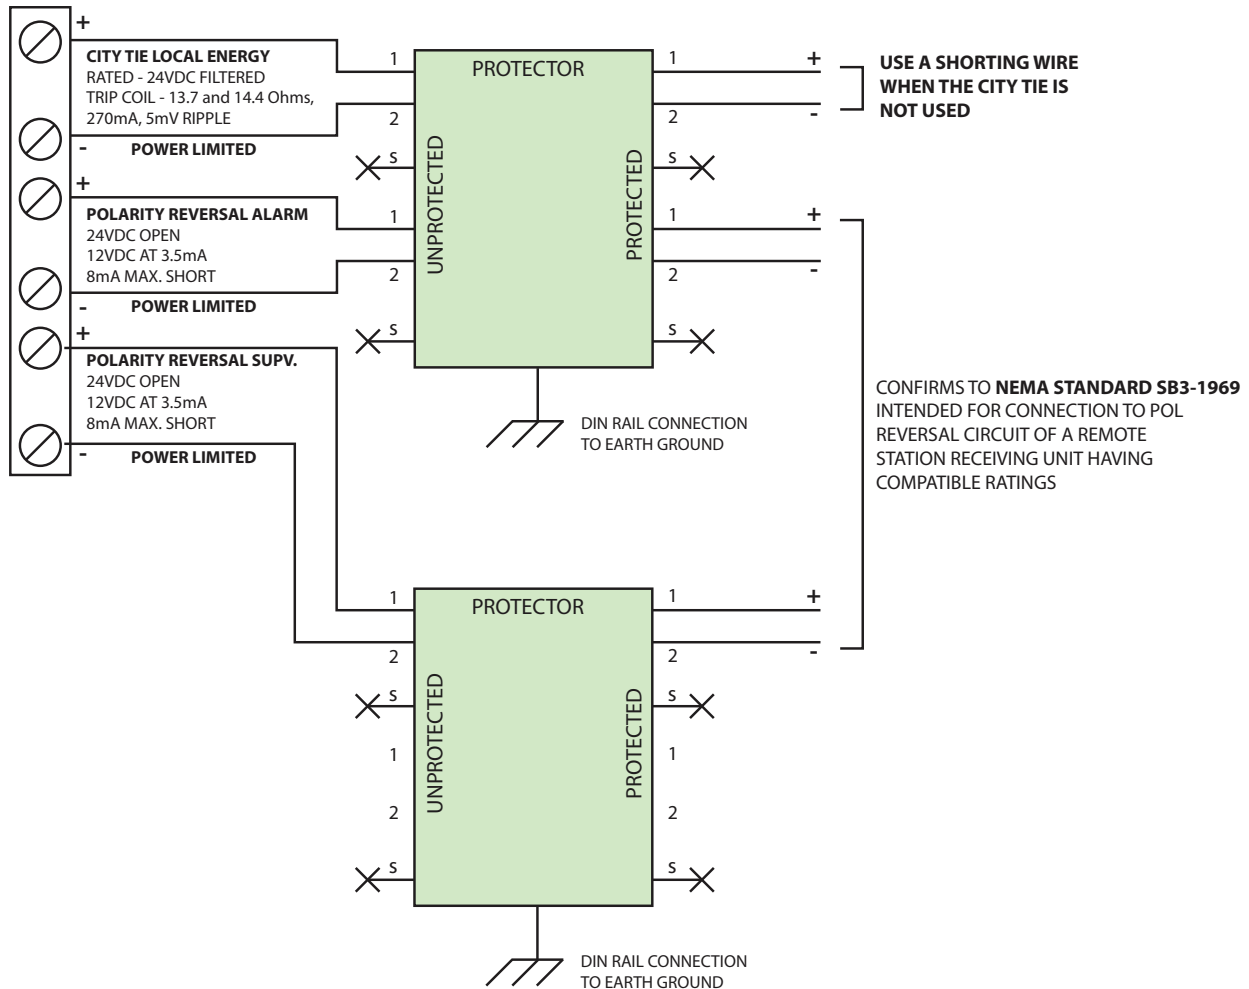 +
CITY TIE LOCAL ENERGY
RATED - 24VDC FILTERED
TRIP COIL - 13.7 and 14.4 Ohms,
270mA, 5mV RIPPLE
- POWER LIMITED
+
POLARITY REVERSAL ALARM
24VDC OPEN
12VDC AT 3.5mA
8mA MAX. SHORT
- POWER LIMITED
+
POLARITY REVERSAL SUPV.
24VDC OPEN
12VDC AT 3.5mA
8mA MAX. SHORT
- POWER LIMITED
PROTECTOR
UNPROTECTED
PROTECTED
1
2
S
1
2
S
1
2
S
1
2
S
+
-
+
-
USE A SHORTING WIRE
WHEN THE CITY TIE IS
NOT USED
DIN RAIL CONNECTION
TO EARTH GROUND
CONFIRMS TO NEMA STANDARD SB3-1969
INTENDED FOR CONNECTION TO POL
REVERSAL CIRCUIT OF A REMOTE
STATION RECEIVING UNIT HAVING
COMPATIBLE RATINGS
PROTECTOR
UNPROTECTED
PROTECTED
1
2
S
1
2
S
1
2
S
1
2
S
+
-
DIN RAIL CONNECTION
TO EARTH GROUND